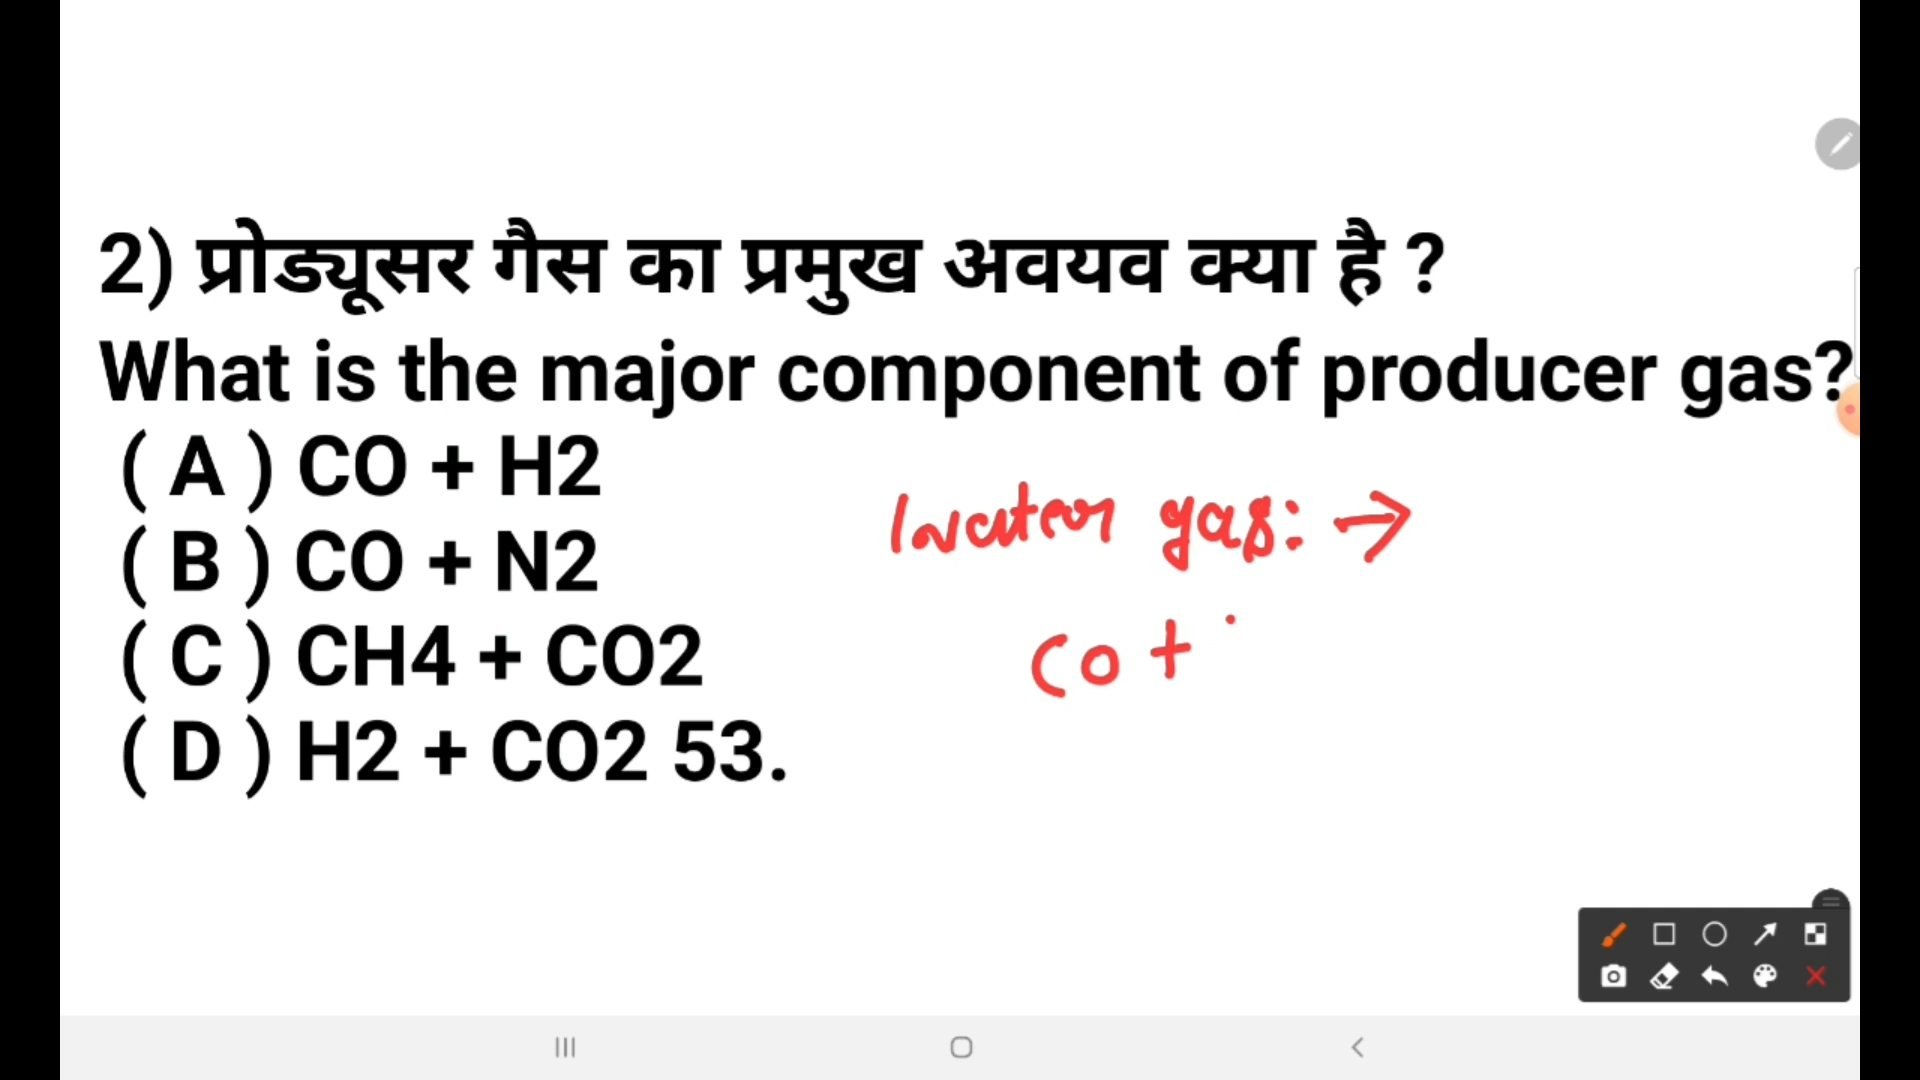 2) प्रोड्यूसर गैस का प्रमुख अवयव क्या है ?
What is the major component of producer gas?
( A ) CO + H2
( B ) CO + N2
( C ) CH4 + CO2
( D ) H2 + CO2 53.
Water gas: →
CO +